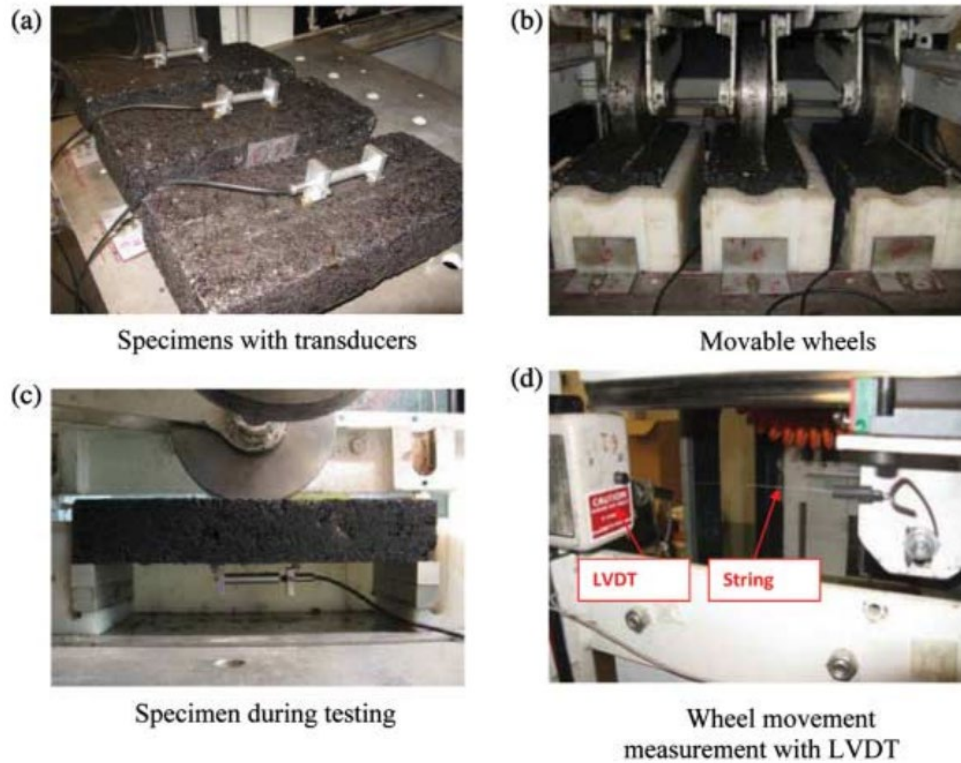 (a)
Specimens with transducers
(b)
Movable wheels
(c)
Specimen during testing
(d)
CAUTION
LVDT
String
Wheel movement
measurement with LVDT